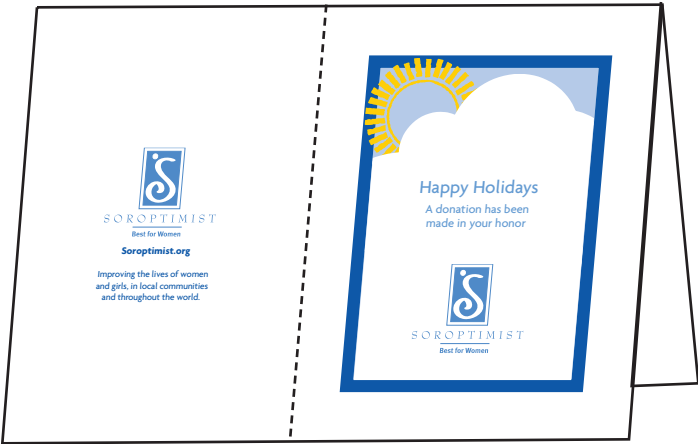 SOROPTIMIST
Best for Women
Soroptimist.org
Improving the lives of women
and girls, in local communities
and throughout the world.
Happy Holidays
A donation has been
made in your honor
S
SOROPTIMIST
Best for Women